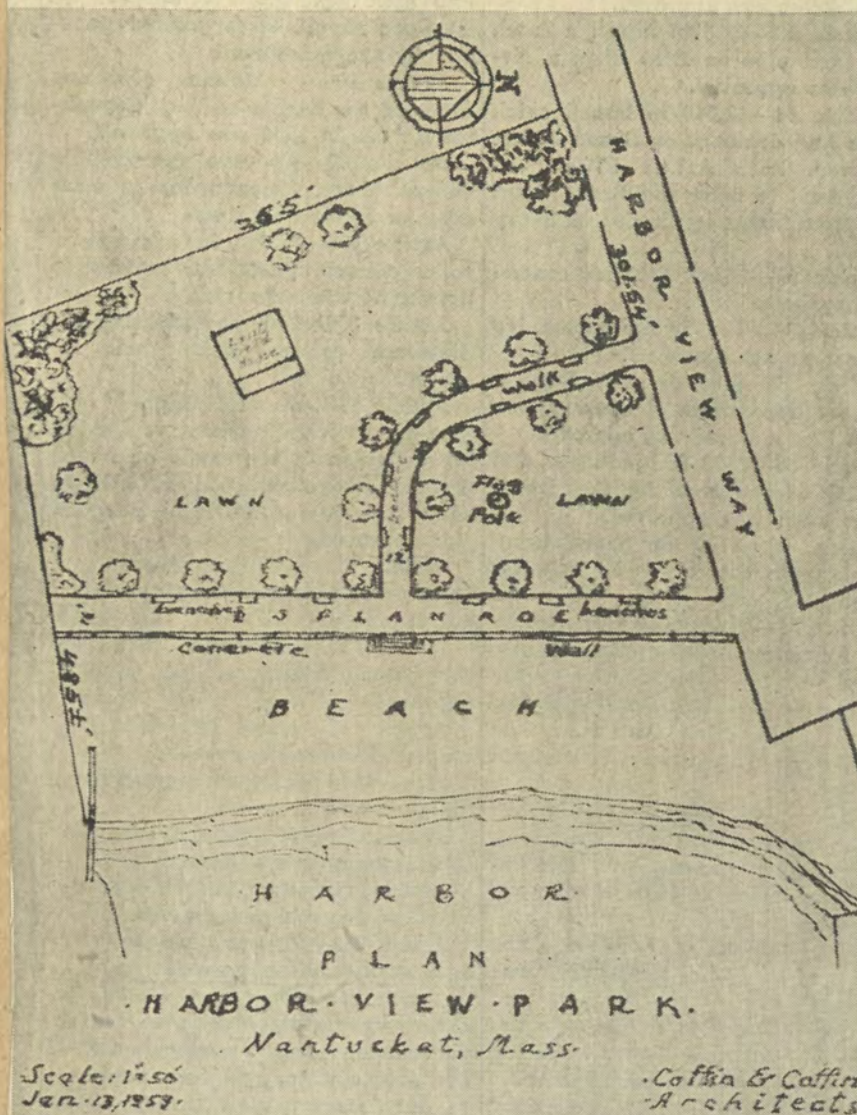 N
365'
HARBOR VIEW WAY
301.54'
Walk
benches
12'
LAWN
Flag
Pole
LAWN
benches
ESPLANADE
benches
Concrete
Wall
BEACH
HARBOR
PLAN
·HARBOR·VIEW·PARK·
Nantucket, Mass.
Scale: 1"=50'
Jan. 13, 1959.
·Coffin & Coffin
·Architects